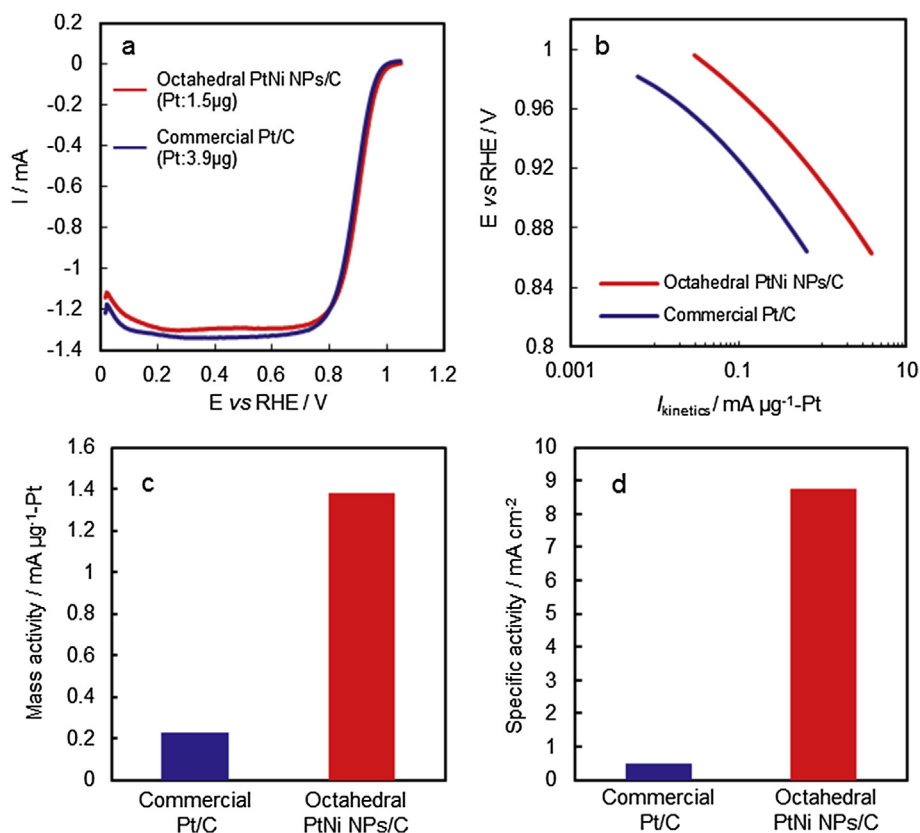 a
I / mA
0.2
0
-0.2
-0.4
-0.6
-0.8
-1
-1.2
-1.4
Octahedral PtNi NPs/C
(Pt:1.5µg)
Commercial Pt/C
(Pt:3.9µg)
0 0.2 0.4 0.6 0.8 1 1.2
E vs RHE / V
b
E vs RHE / V
1
0.96
0.92
0.88
0.84
0.8
Octahedral PtNi NPs/C
Commercial Pt/C
0.001 0.1 10
Ikinetics / mA µg⁻¹-Pt
c
Mass activity / mA µg⁻¹-Pt
1.6
1.4
1.2
1
0.8
0.6
0.4
0.2
0
Commercial
Pt/C
Octahedral
PtNi NPs/C
d
Specific activity / mA cm⁻²
10
9
8
7
6
5
4
3
2
1
0
Commercial
Pt/C
Octahedral
PtNi NPs/C